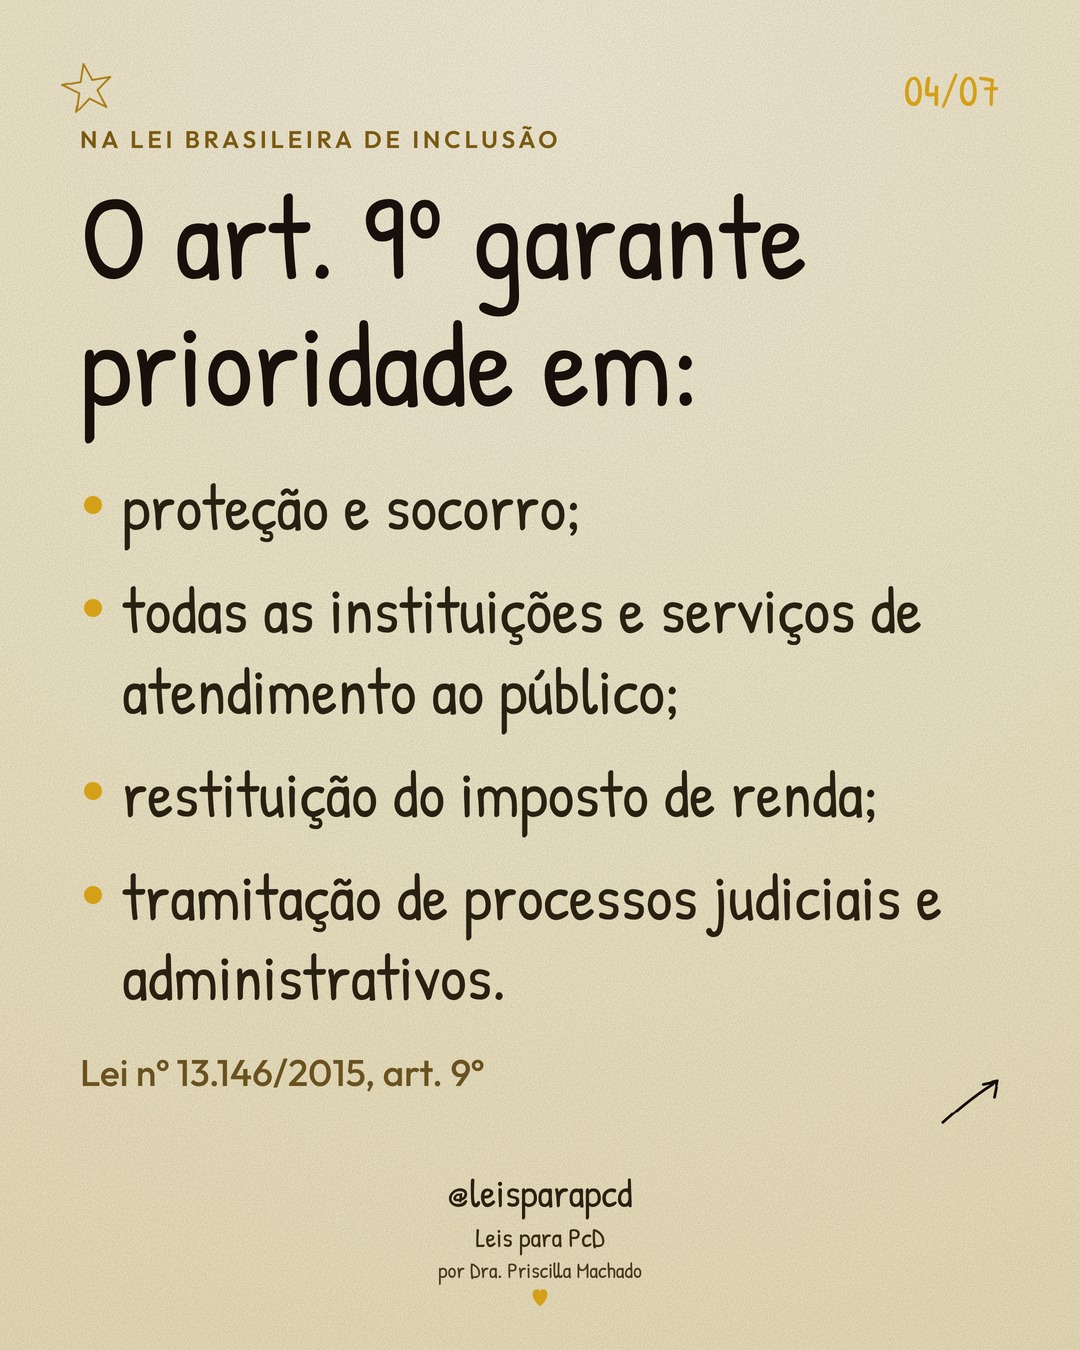 04/07
NA LEI BRASILEIRA DE INCLUSÃO
O art. 9º garante
prioridade em:
• proteção e socorro;
• todas as instituições e serviços de
atendimento ao público;
• restituição do imposto de renda;
• tramitação de processos judiciais e
administrativos.
Lei nº 13.146/2015, art. 9º
@leisparapcd
Leis para PcD
por Dra. Priscilla Machado